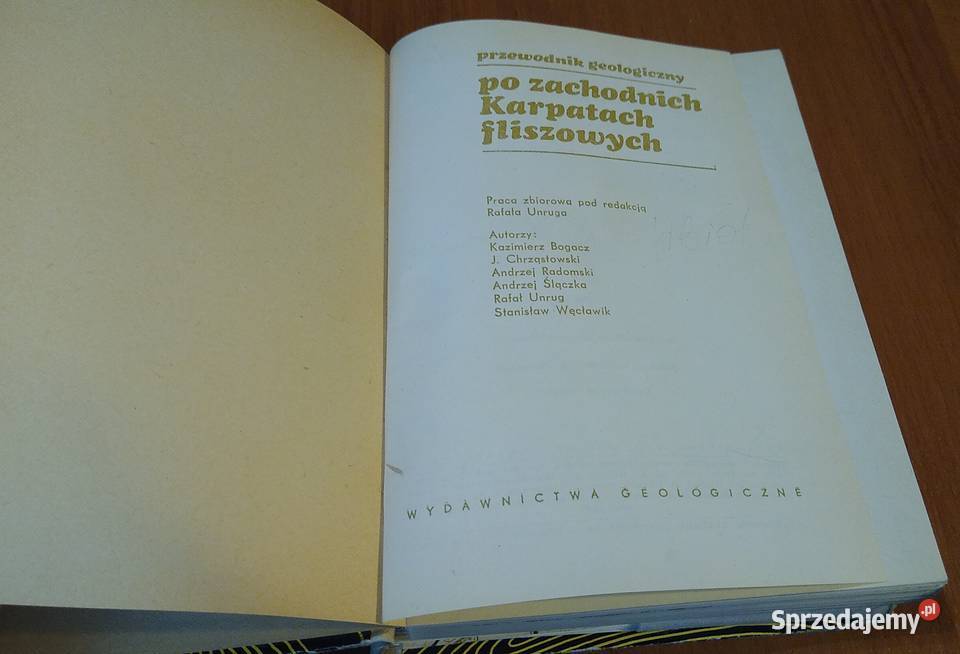 przewodnik geologiczny
po zachodnich
Karpatach
fliszowych
Praca zbiorowa pod redakcją
Rafała Unruga
Autorzy:
Kazimierz Bogacz
J. Chrząstowski
Andrzej Radomski
Andrzej Ślączka
Rafał Unrug
Stanisław Węcławik
WYDAWNICTWA GEOLOGICZNE
Sprzedajemy.pl